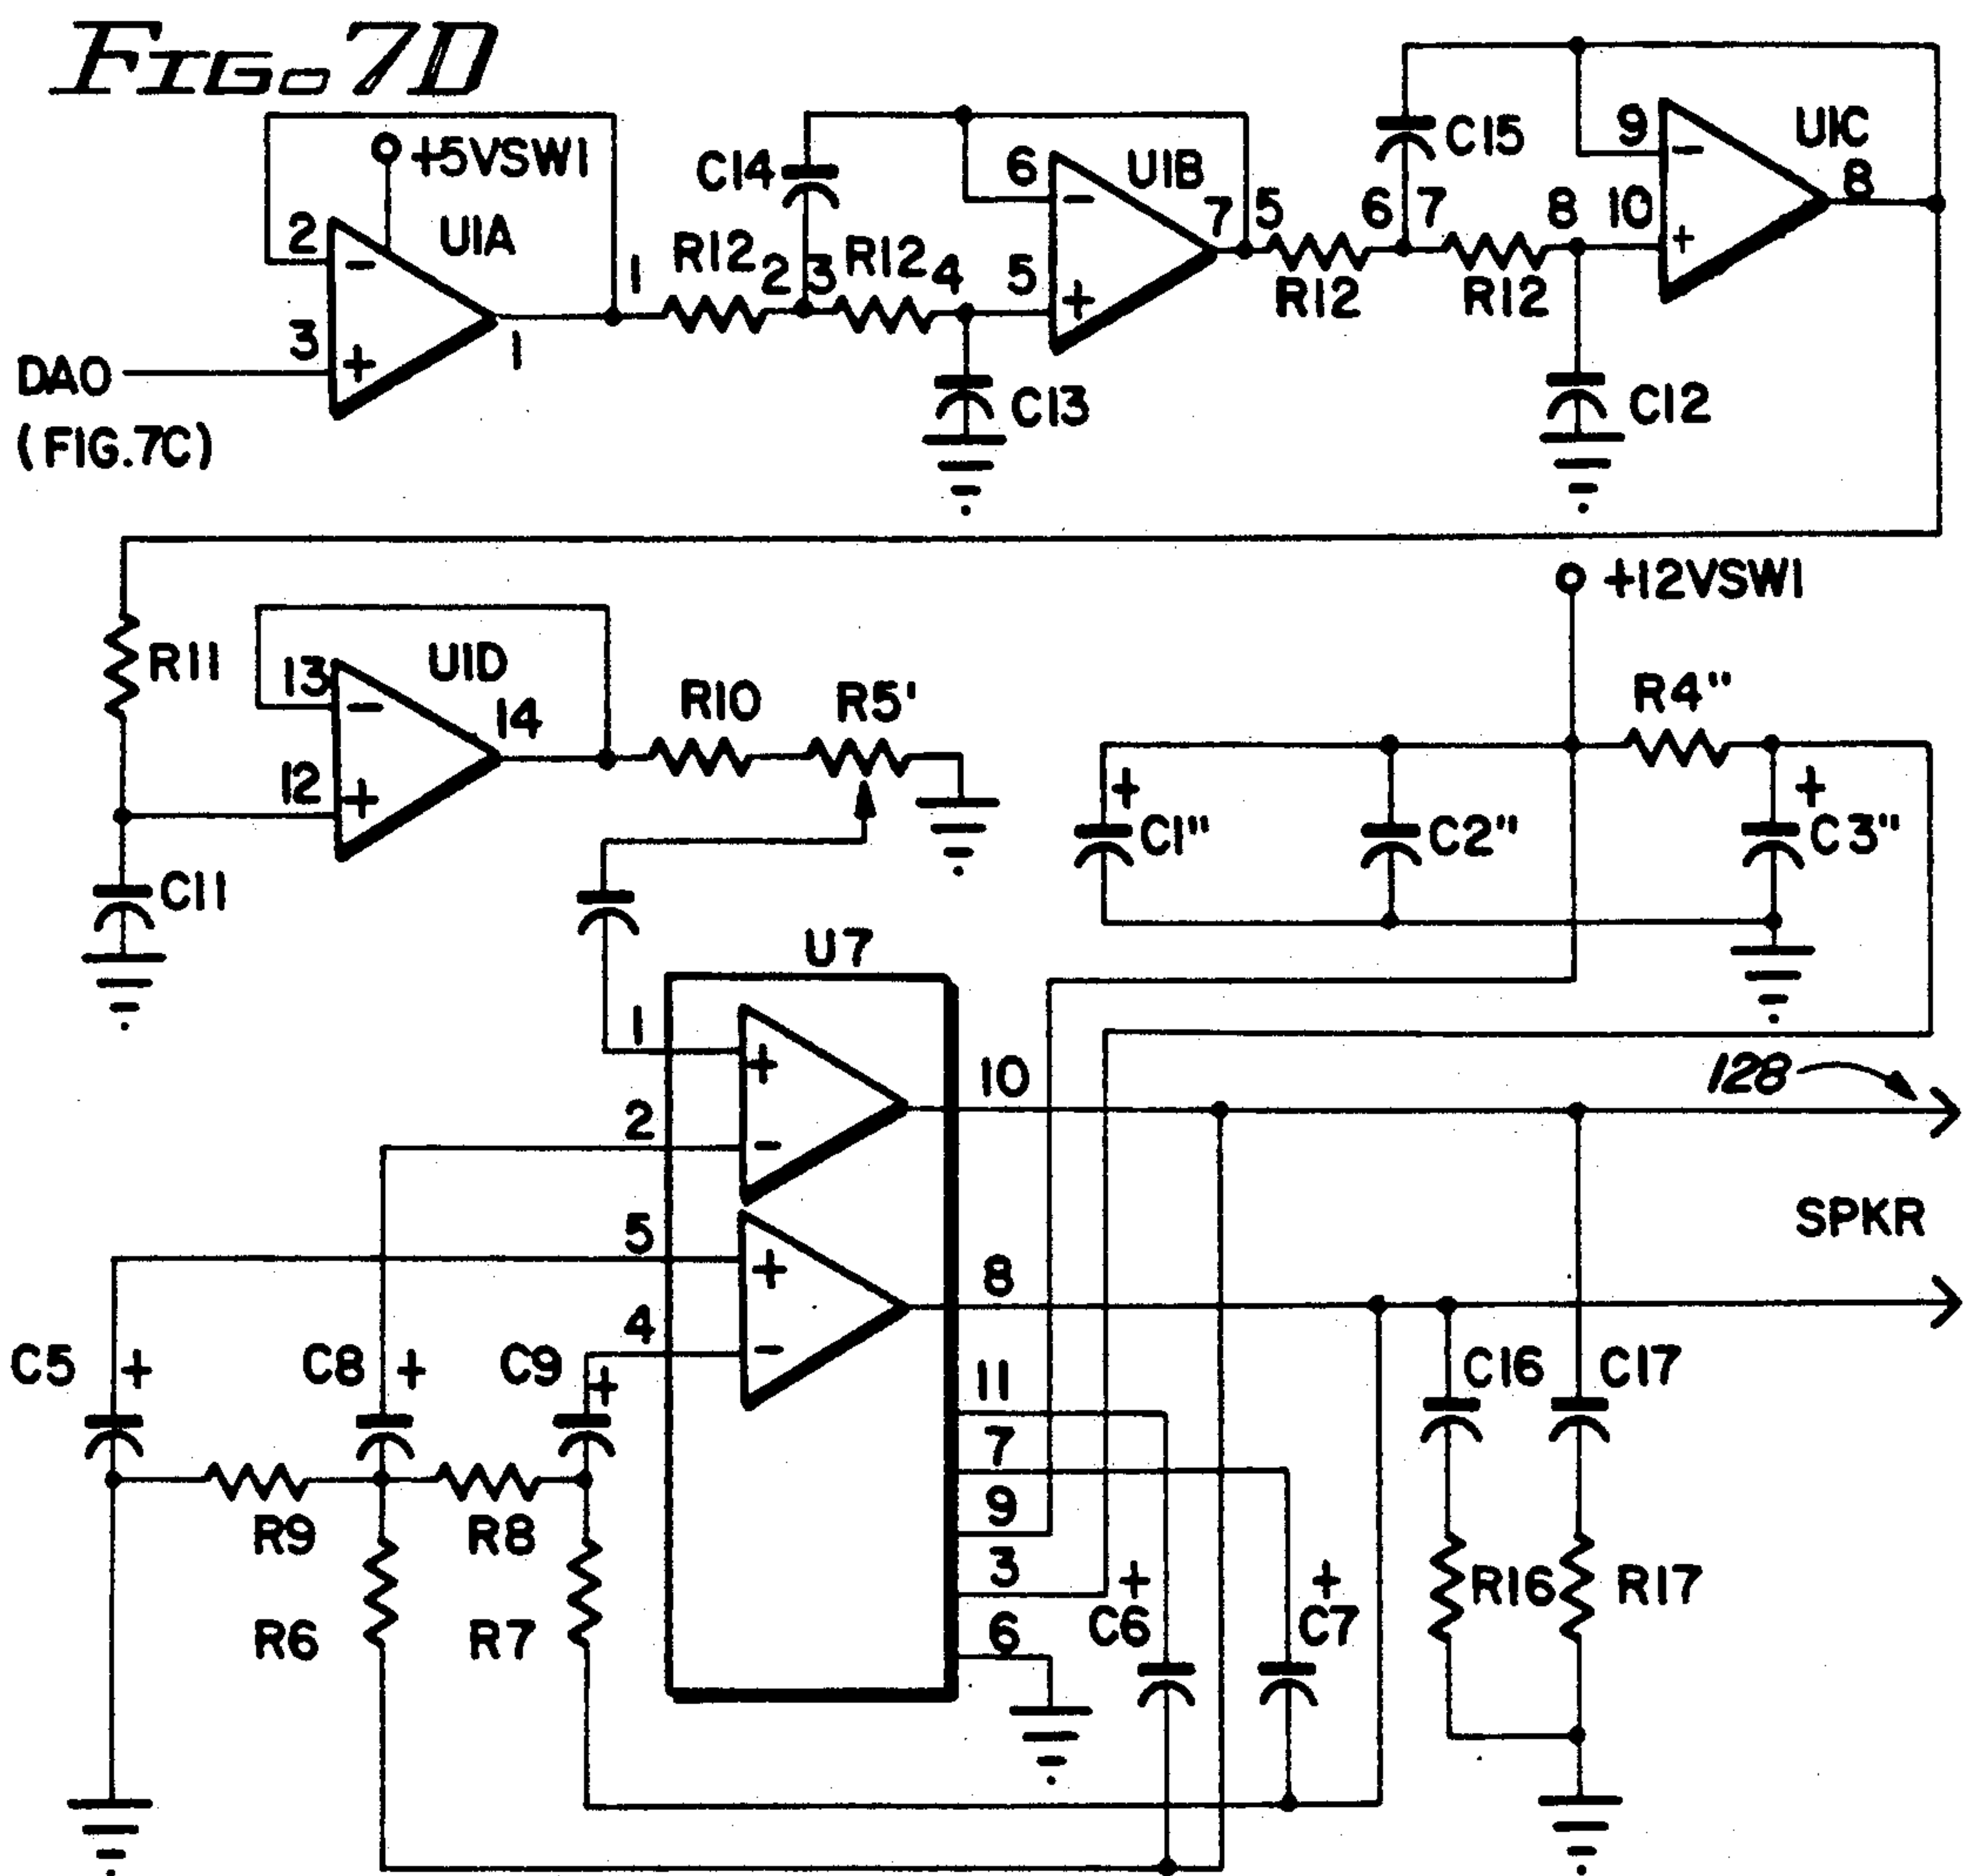 FIG. 7D
+5VSW1
U1A
2
-
3
+
1
DAO
(FIG.7C)
1
R12
2
3
R12
4
C14
C13
6
-
5
+
U1B
7
5
R12
6
7
R12
8
C15
C12
9
-
10
+
U1C
8
R11
C11
13
-
12
+
U1D
14
R10
R5'
+12VSW1
R4"
+
C1"
C2"
+
C3"
U7
1
+
2
-
10
128
5
+
4
-
8
SPKR
C5
+
C8
+
C9
+
R9
R8
R6
R7
11
7
9
3
6
+
C6
+
C7
C16
C17
R16
R17